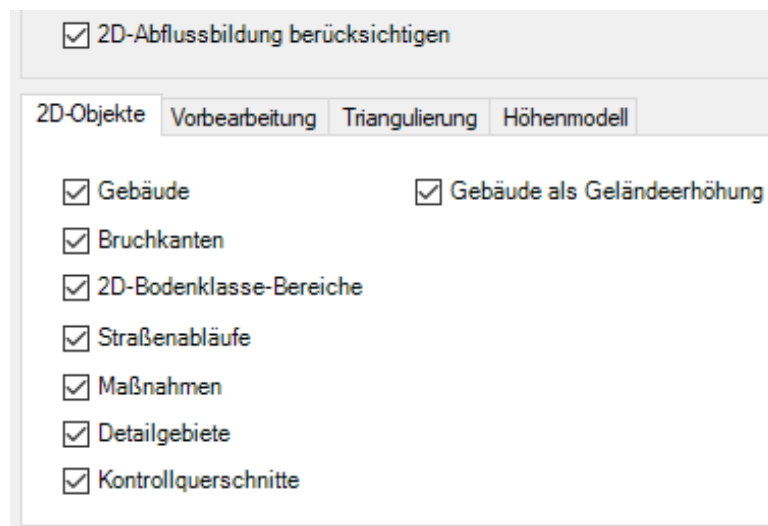 2D-Abflussbildung berücksichtigen
2D-Objekte Vorbearbeitung Triangulierung Höhenmodell
Gebäude Gebäude als Geländeerhöhung
Bruchkanten
2D-Bodenklasse-Bereiche
Straßenabläufe
Maßnahmen
Detailgebiete
Kontrollquerschnitte